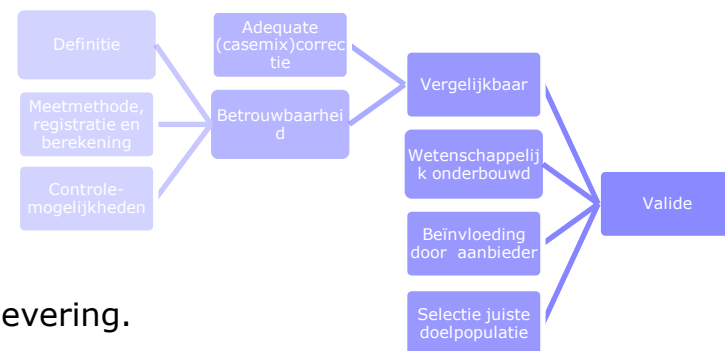 Definitie
Meetmethode,
registratie en
berekening
Controle-
mogelijkheden
Adequate
(casemix)correc
tie
Betrouwbaarhei
d
Vergelijkbaar
Wetenschappelij
k onderbouwd
Beïnvloeding
door aanbieder
Selectie juiste
doelpopulatie
Valide
evering.